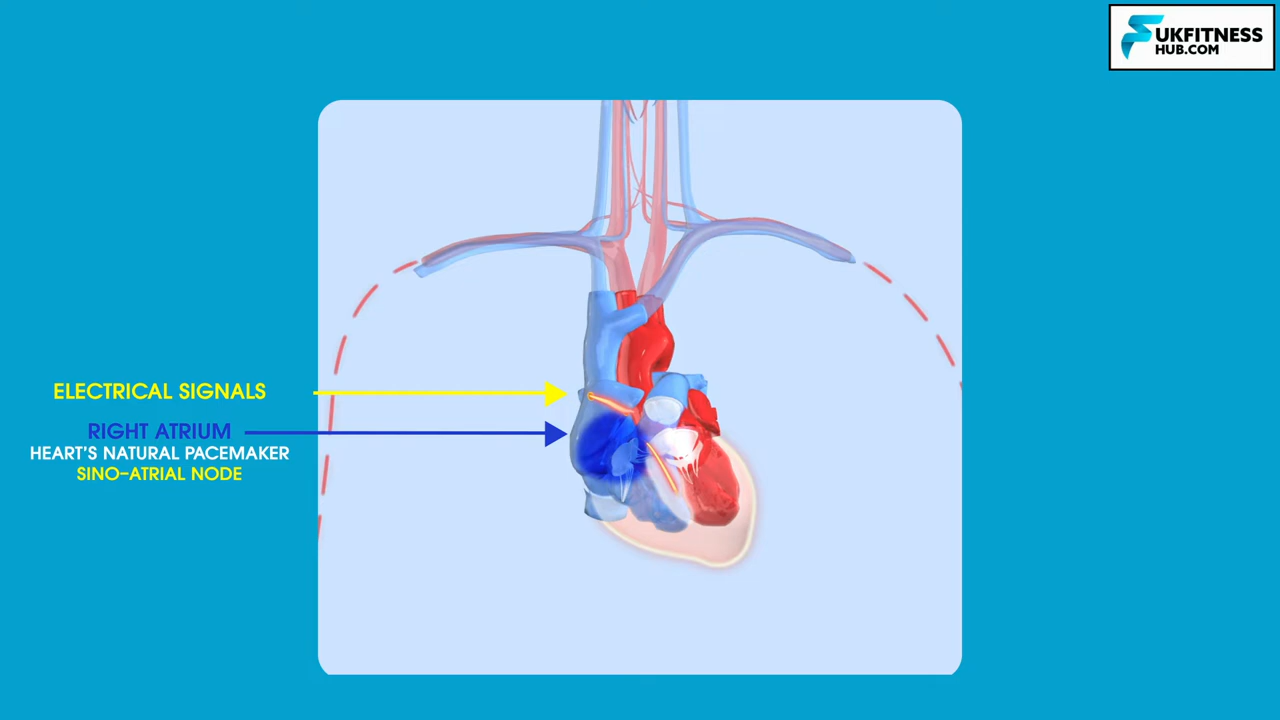 UKFITNESS
HUB.COM
ELECTRICAL SIGNALS
RIGHT ATRIUM
HEART'S NATURAL PACEMAKER
SINO-ATRIAL NODE